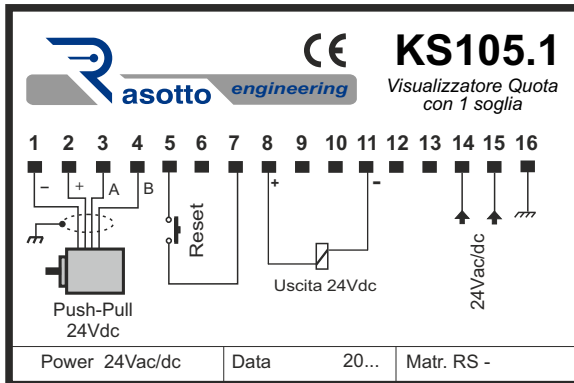 CE KS105.1
Rasotto engineering
Visualizzatore Quota
con 1 soglia
1 2 3 4 5 6 7 8 9 10 11 12 13 14 15 16
− + A B + -
Reset
Uscita 24Vdc
24Vac/dc
Push-Pull
24Vdc
Power 24Vac/dc Data 20... Matr. RS -